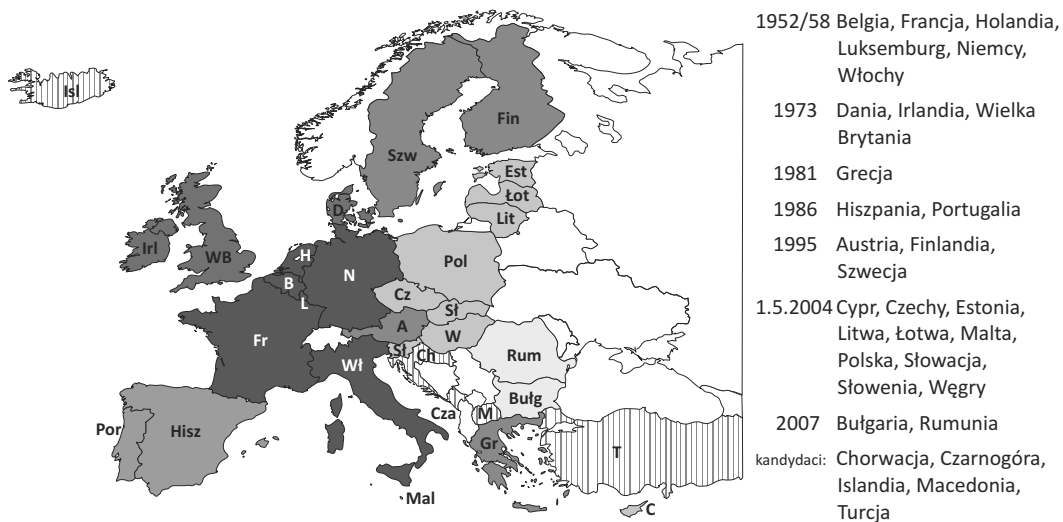 Isl
Fin
Szw
Est
Łot
Lit
D
Irl
WB
H
N
Pol
B
L
Cz
Sł
Fr
A
W
Sł
Ch
Rum
Wł
Cza
M
Bułg
Por
Hisz
Gr
T
Mal
C
1952/58 Belgia, Francja, Holandia,
Luksemburg, Niemcy,
Włochy
1973 Dania, Irlandia, Wielka
Brytania
1981 Grecja
1986 Hiszpania, Portugalia
1995 Austria, Finlandia,
Szwecja
1.5.2004 Cypr, Czechy, Estonia,
Litwa, Łotwa, Malta,
Polska, Słowacja,
Słowenia, Węgry
2007 Bułgaria, Rumunia
kandydaci: Chorwacja, Czarnogóra,
Islandia, Macedonia,
Turcja